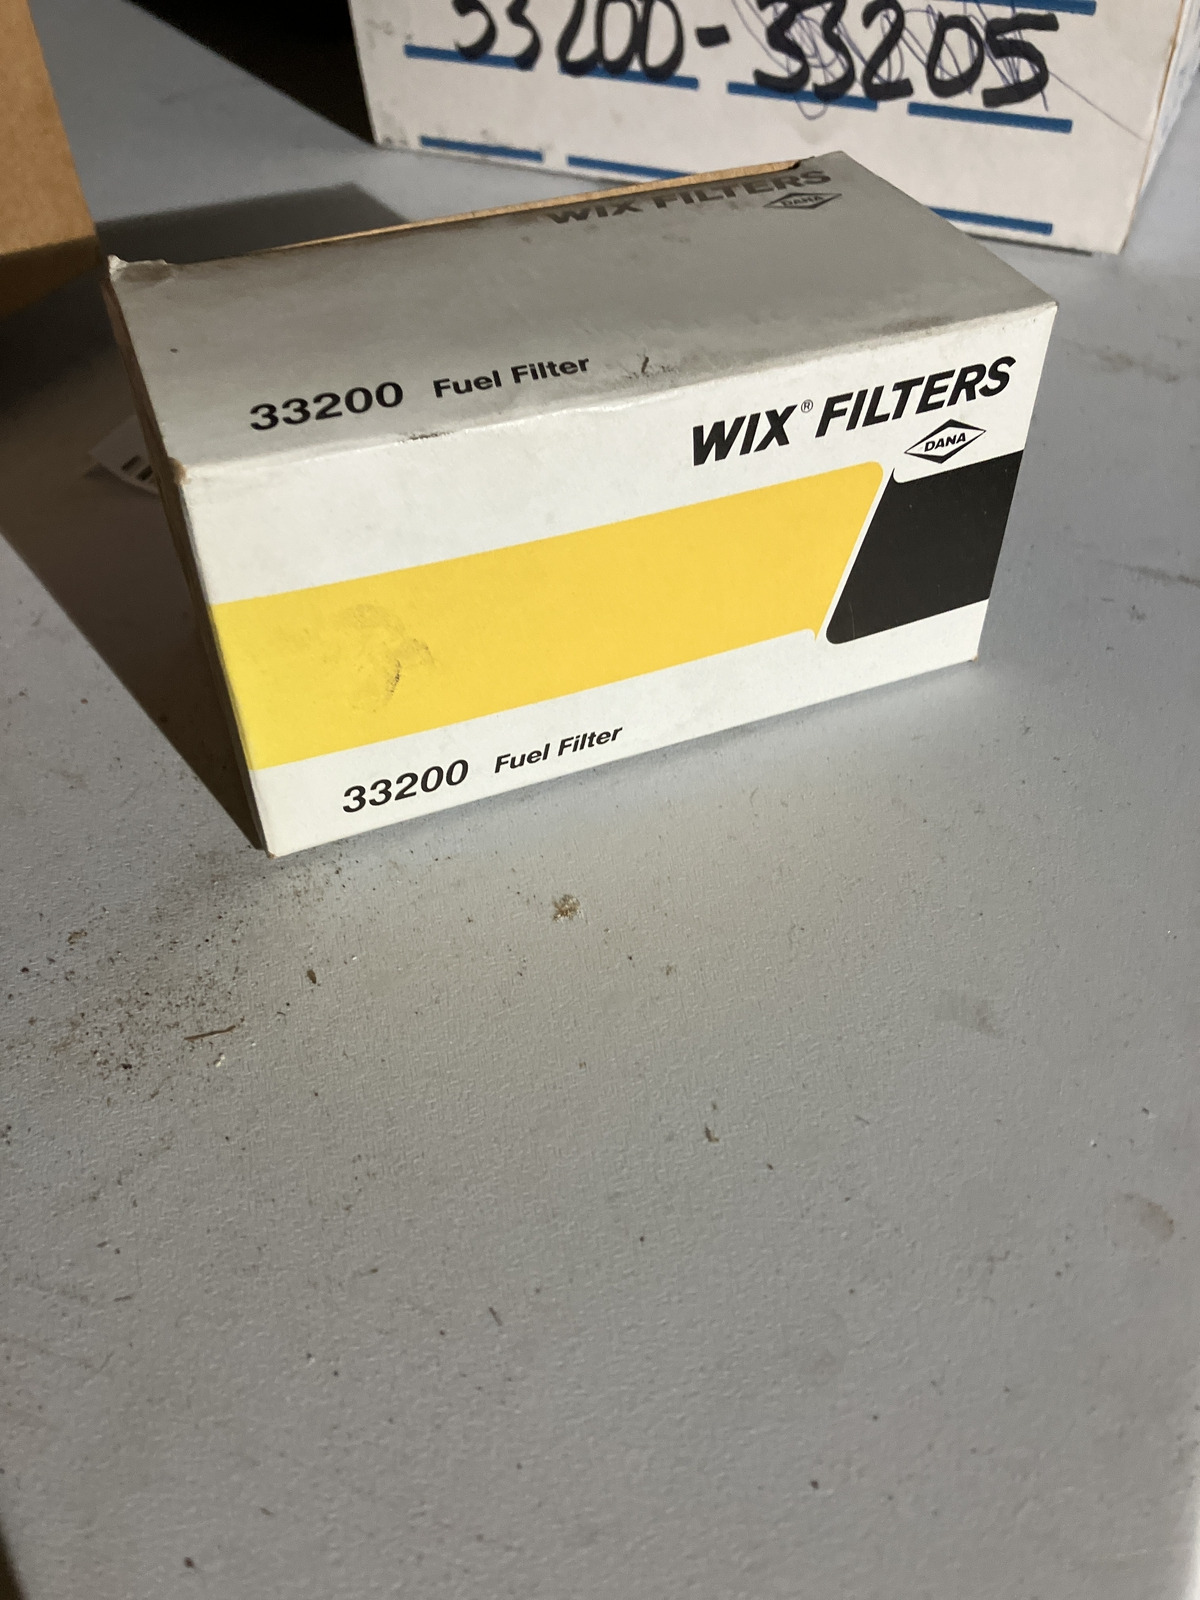 33200-33205
WIX FILTERS
DANA
33200 Fuel Filter
WIX® FILTERS
DANA
33200 Fuel Filter